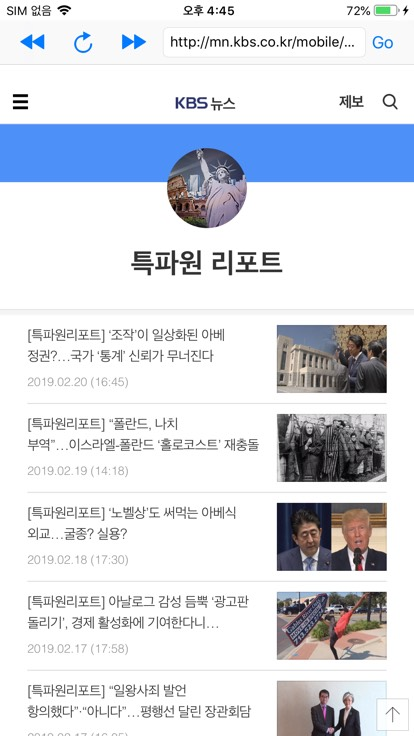 SIM 없음
오후 4:45
72%
http://mn.kbs.co.kr/mobile/...
Go
KBS 뉴스
제보
특파원 리포트
[특파원리포트] ‘조작’이 일상화된 아베
정권?…국가 ‘통계’ 신뢰가 무너진다
2019.02.20 (16:45)
[특파원리포트] “폴란드, 나치
부역”…이스라엘-폴란드 ‘홀로코스트’ 재충돌
2019.02.19 (14:18)
[특파원리포트] ‘노벨상’도 써먹는 아베식
외교…굴종? 실용?
2019.02.18 (17:30)
[특파원리포트] 아날로그 감성 듬뿍 ‘광고판
돌리기’, 경제 활성화에 기여한다니…
2019.02.17 (17:58)
[특파원리포트] “일왕사죄 발언
항의했다”·“아니다”…평행선 달린 장관회담